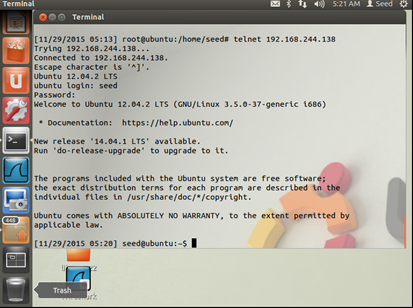 Terminal
5:21 AM
Seed
Terminal
[11/29/2015 05:13] root@ubuntu:/home/seed# telnet 192.168.244.138
Trying 192.168.244.138...
Connected to 192.168.244.138.
Escape character is '^]'.
Ubuntu 12.04.2 LTS
ubuntu login: seed
Password:
Welcome to Ubuntu 12.04.2 LTS (GNU/Linux 3.5.0-37-generic i686)
* Documentation: https://help.ubuntu.com/
New release '14.04.1 LTS' available.
Run 'do-release-upgrade' to upgrade to it.
The programs included with the Ubuntu system are free software;
the exact distribution terms for each program are described in the
individual files in /usr/share/doc/*/copyright.
Ubuntu comes with ABSOLUTELY NO WARRANTY, to the extent permitted by
applicable law.
[11/29/2015 05:20] seed@ubuntu:~$
Trash